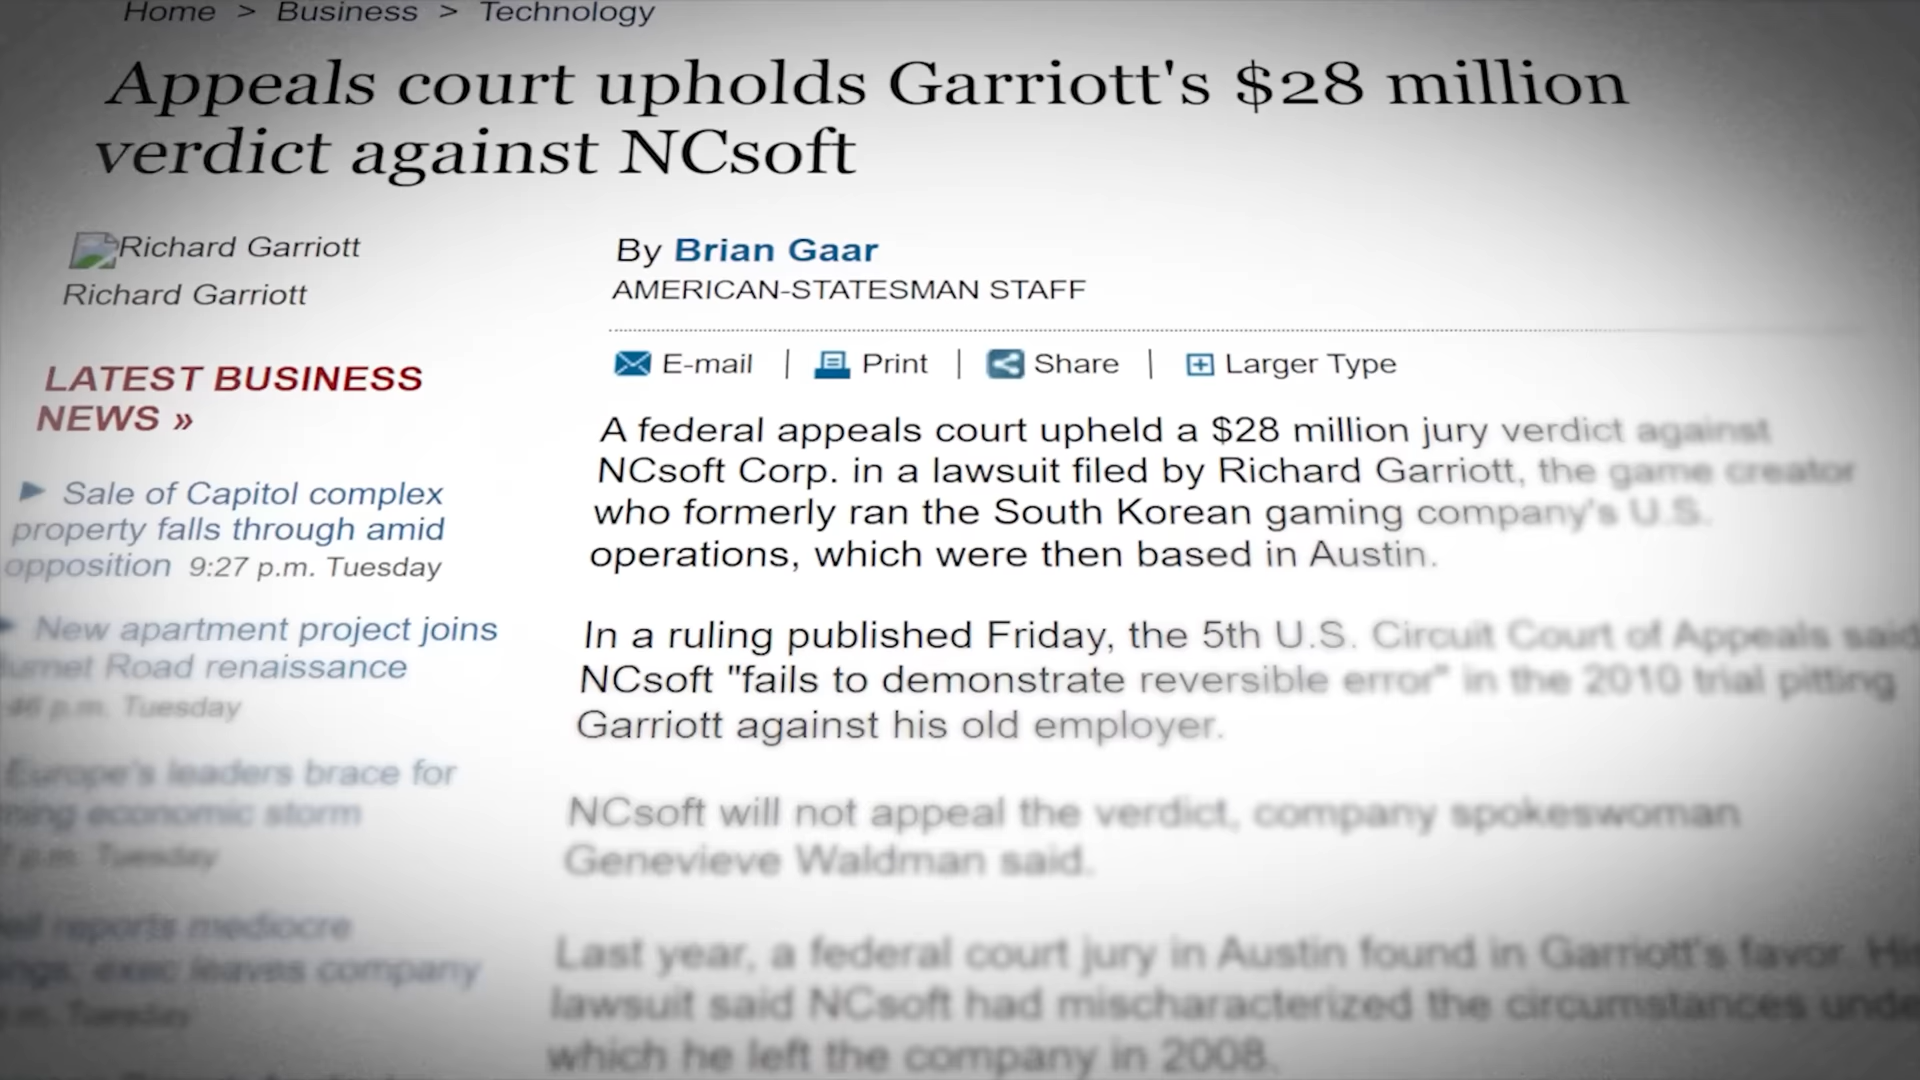 Home > Business > Technology
Appeals court upholds Garriott's $28 million
verdict against NCsoft
Richard Garriott
Richard Garriott
LATEST BUSINESS
NEWS »
Sale of Capitol complex
property falls through amid
opposition 9:27 p.m. Tuesday
New apartment project joins
Road renaissance
p.m. Tuesday
Europe's leaders brace for
economic storm
p.m. Tuesday
reports mediocre
exec leaves company
Tuesday
By Brian Gaar
AMERICAN-STATESMAN STAFF
E-mail | Print | Share | Larger Type
A federal appeals court upheld a $28 million jury verdict against
NCsoft Corp. in a lawsuit filed by Richard Garriott, the game creator
who formerly ran the South Korean gaming company's U.S.
operations, which were then based in Austin.
In a ruling published Friday, the 5th U.S. Circuit Court of Appeals said
NCsoft "fails to demonstrate reversible error" in the 2010 trial pitting
Garriott against his old employer.
NCsoft will not appeal the verdict, company spokeswoman
Genevieve Waldman said.
Last year, a federal court jury in Austin found in Garriott's favor.
lawsuit said NCsoft had mischaracterized the circumstances
which he left the company in 2008.